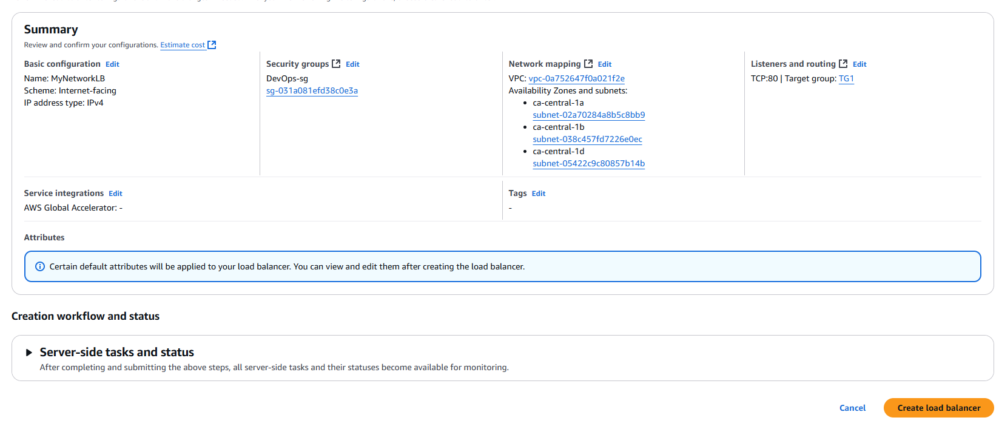 Summary
Review and confirm your configurations. Estimate cost
Basic configuration Edit
Name: MyNetworkLB
Scheme: Internet-facing
IP address type: IPv4
Security groups Edit
DevOps-sg
sg-031a081efd38c0e3a
Network mapping Edit
VPC: vpc-0a752647f0a021f2e
Availability Zones and subnets:
ca-central-1a
subnet-02a70284a8b5c8bb9
ca-central-1b
subnet-038c457fd7226e0ec
ca-central-1d
subnet-05422c9c80857b14b
Listeners and routing Edit
TCP:80 | Target group: TG1
Service integrations Edit
AWS Global Accelerator: -
Tags Edit
-
Attributes
Certain default attributes will be applied to your load balancer. You can view and edit them after creating the load balancer.
Creation workflow and status
Server-side tasks and status
After completing and submitting the above steps, all server-side tasks and their statuses become available for monitoring.
Cancel
Create load balancer